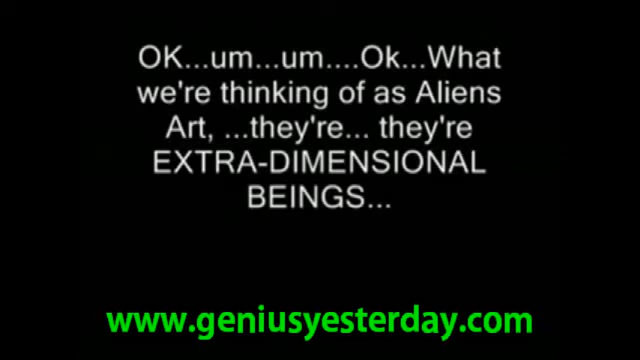 OK...um...um....Ok...What
we're thinking of as Aliens
Art, ...they're... they're
EXTRA-DIMENSIONAL
BEINGS...
www.geniusyesterday.com